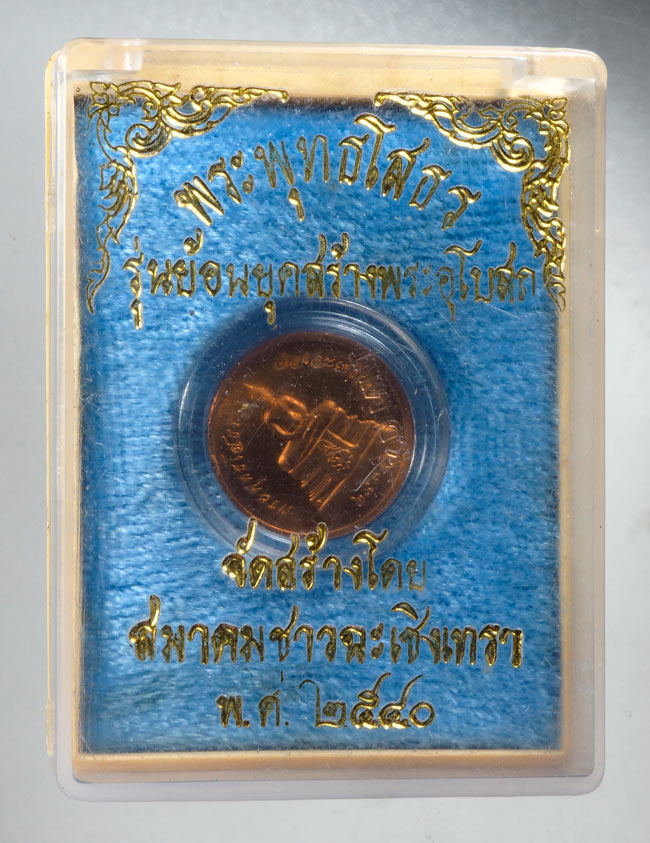 พระพุทธโสธร
รุ่นย้อนยุคสร้างพระอุโบสถ
จัดสร้างโดย
สมาคมชาวฉะเชิงเทรา
พ.ศ. ๒๕๔๐